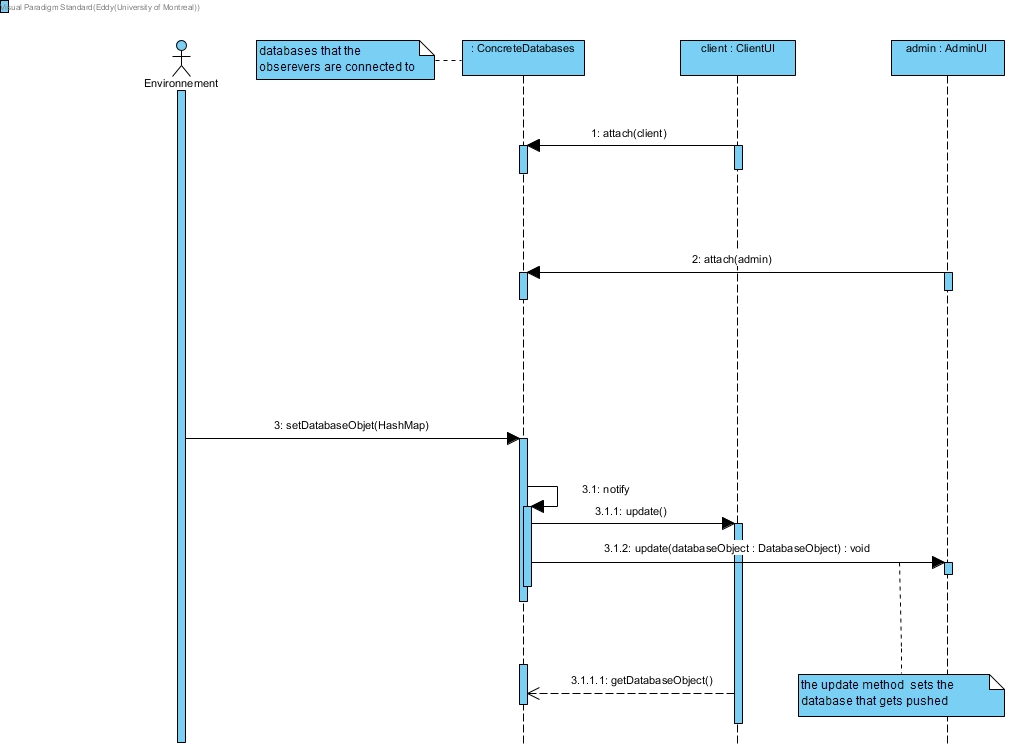 Visual Paradigm Standard(Eddy(University of Montreal))
databases that the
obserevers are connected to
: ConcreteDatabases
client : ClientUI
admin : AdminUI
Environnement
1: attach(client)
2: attach(admin)
3: setDatabaseObjet(HashMap)
3.1: notify
3.1.1: update()
3.1.2: update(databaseObject : DatabaseObject) : void
3.1.1.1: getDatabaseObject()
the update method  sets the
database that gets pushed